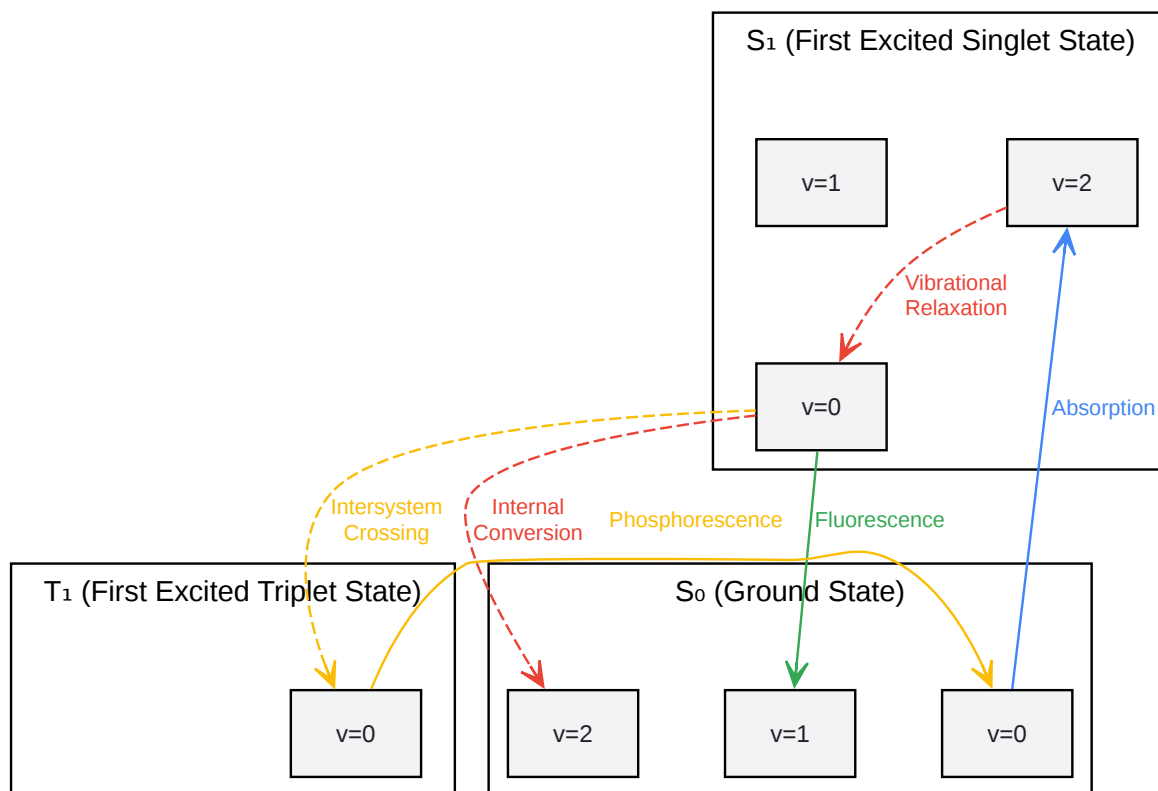 S₁ (First Excited Singlet State)
v=1
v=2
Vibrational
Relaxation
v=0
Absorption
Intersystem
Crossing
Internal
Conversion
Phosphorescence
Fluorescence
T₁ (First Excited Triplet State)
S₀ (Ground State)
v=0
v=2
v=1
v=0